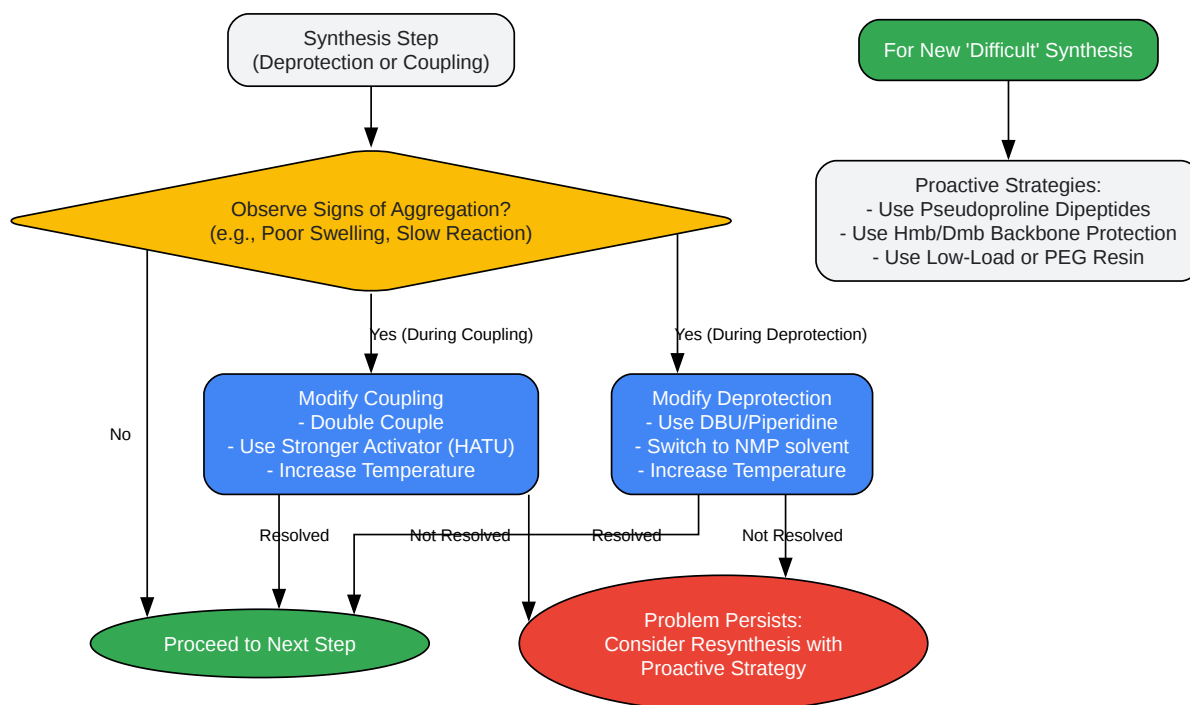 Synthesis Step
(Deprotection or Coupling)
For New 'Difficult' Synthesis
Observe Signs of Aggregation?
(e.g., Poor Swelling, Slow Reaction)
Proactive Strategies:
- Use Pseudoproline Dipeptides
- Use Hmb/Dmb Backbone Protection
- Use Low-Load or PEG Resin
No
Yes (During Coupling)
Yes (During Deprotection)
Modify Coupling
- Double Couple
- Use Stronger Activator (HATU)
- Increase Temperature
Modify Deprotection
- Use DBU/Piperidine
- Switch to NMP solvent
- Increase Temperature
Resolved
Not Resolved
Resolved
Not Resolved
Proceed to Next Step
Problem Persists:
Consider Resynthesis with
Proactive Strategy